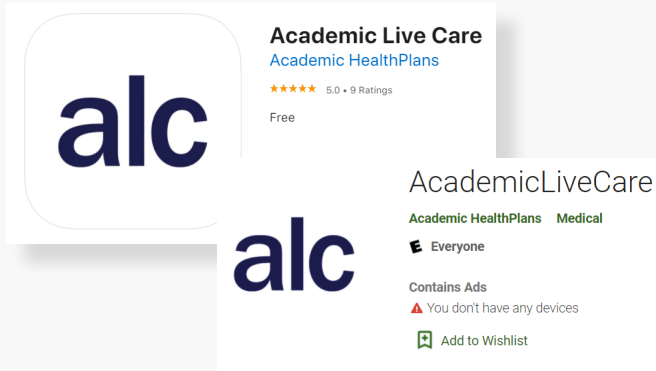 alc
Academic Live Care
Academic HealthPlans
5.0 • 9 Ratings
Free
alc
AcademicLiveCare
Academic HealthPlans Medical
E Everyone
Contains Ads
You don't have any devices
Add to Wishlist